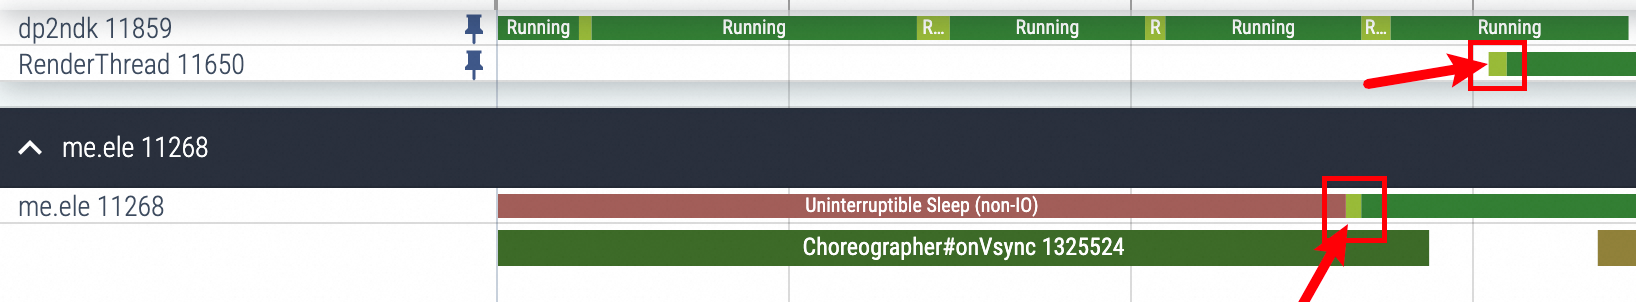 dp2ndk 11859 Running Running R... Running R Running R... Running
RenderThread 11650
me.ele 11268
me.ele 11268 Uninterruptible Sleep (non-IO)
Choreographer#onVsync 1325524